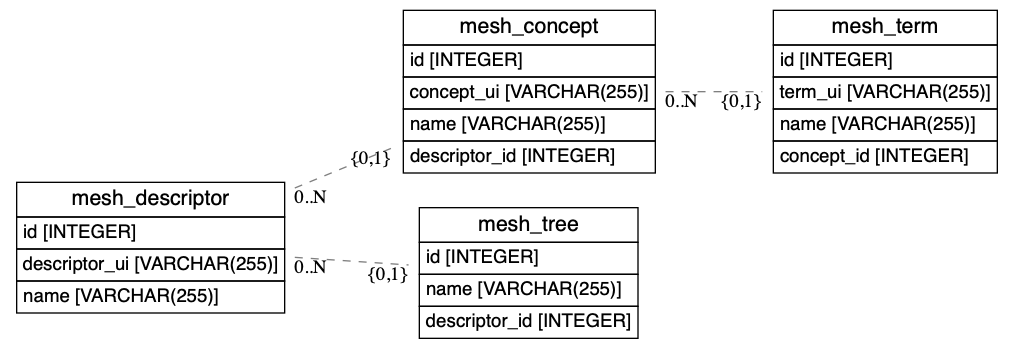 mesh_concept
id [INTEGER]
concept_ui [VARCHAR(255)]
name [VARCHAR(255)]
descriptor_id [INTEGER]
mesh_term
id [INTEGER]
term_ui [VARCHAR(255)]
name [VARCHAR(255)]
concept_id [INTEGER]
0..N
{0,1}
{0,1}
0..N
mesh_descriptor
id [INTEGER]
descriptor_ui [VARCHAR(255)]
name [VARCHAR(255)]
0..N
{0,1}
mesh_tree
id [INTEGER]
name [VARCHAR(255)]
descriptor_id [INTEGER]